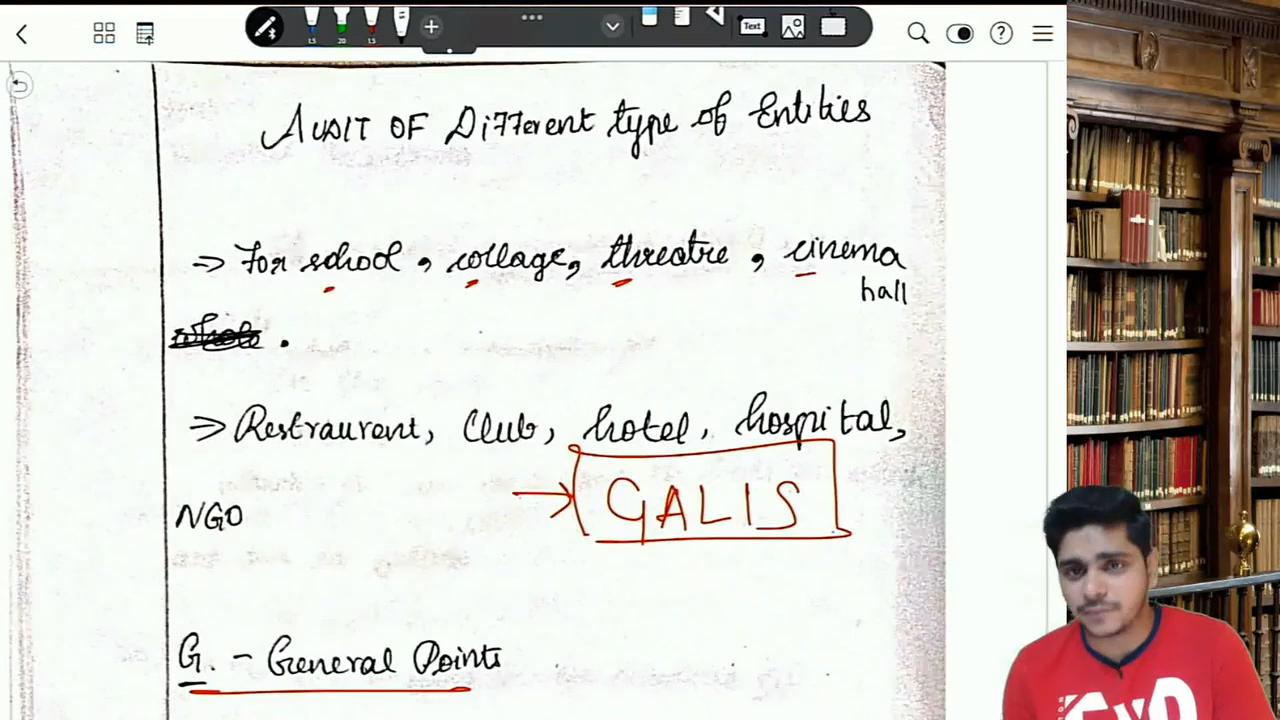 Text
AUDIT OF Different type of Entities
⇒ For school, collage, threatre, cinema
hall
⇒ Restraurent, Club, hotel, hospital,
→ GALIS
NGO
G. - General Points